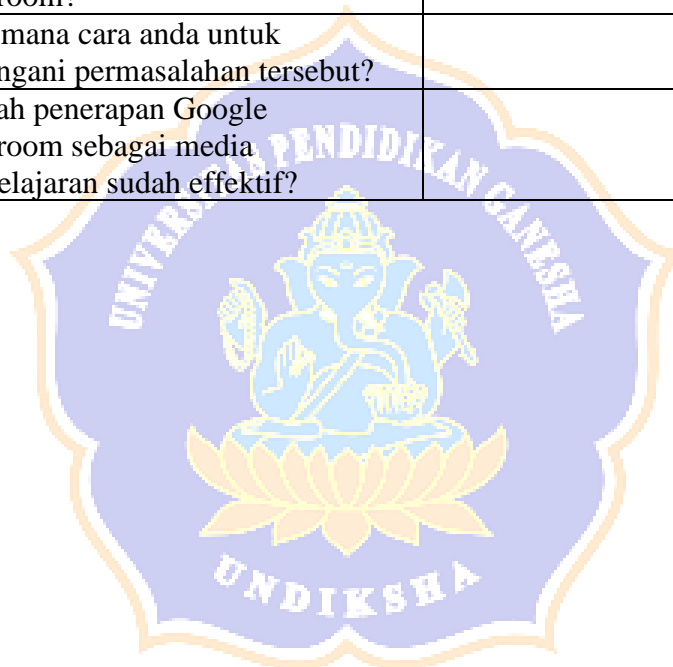 room?
mana cara anda untuk
ngani permasalahan tersebut?
ah penerapan Google
room sebagai media
elajaran sudah effektif?
UNIVERSITAS PENDIDIKAN GANESHA
UNDIKSHA